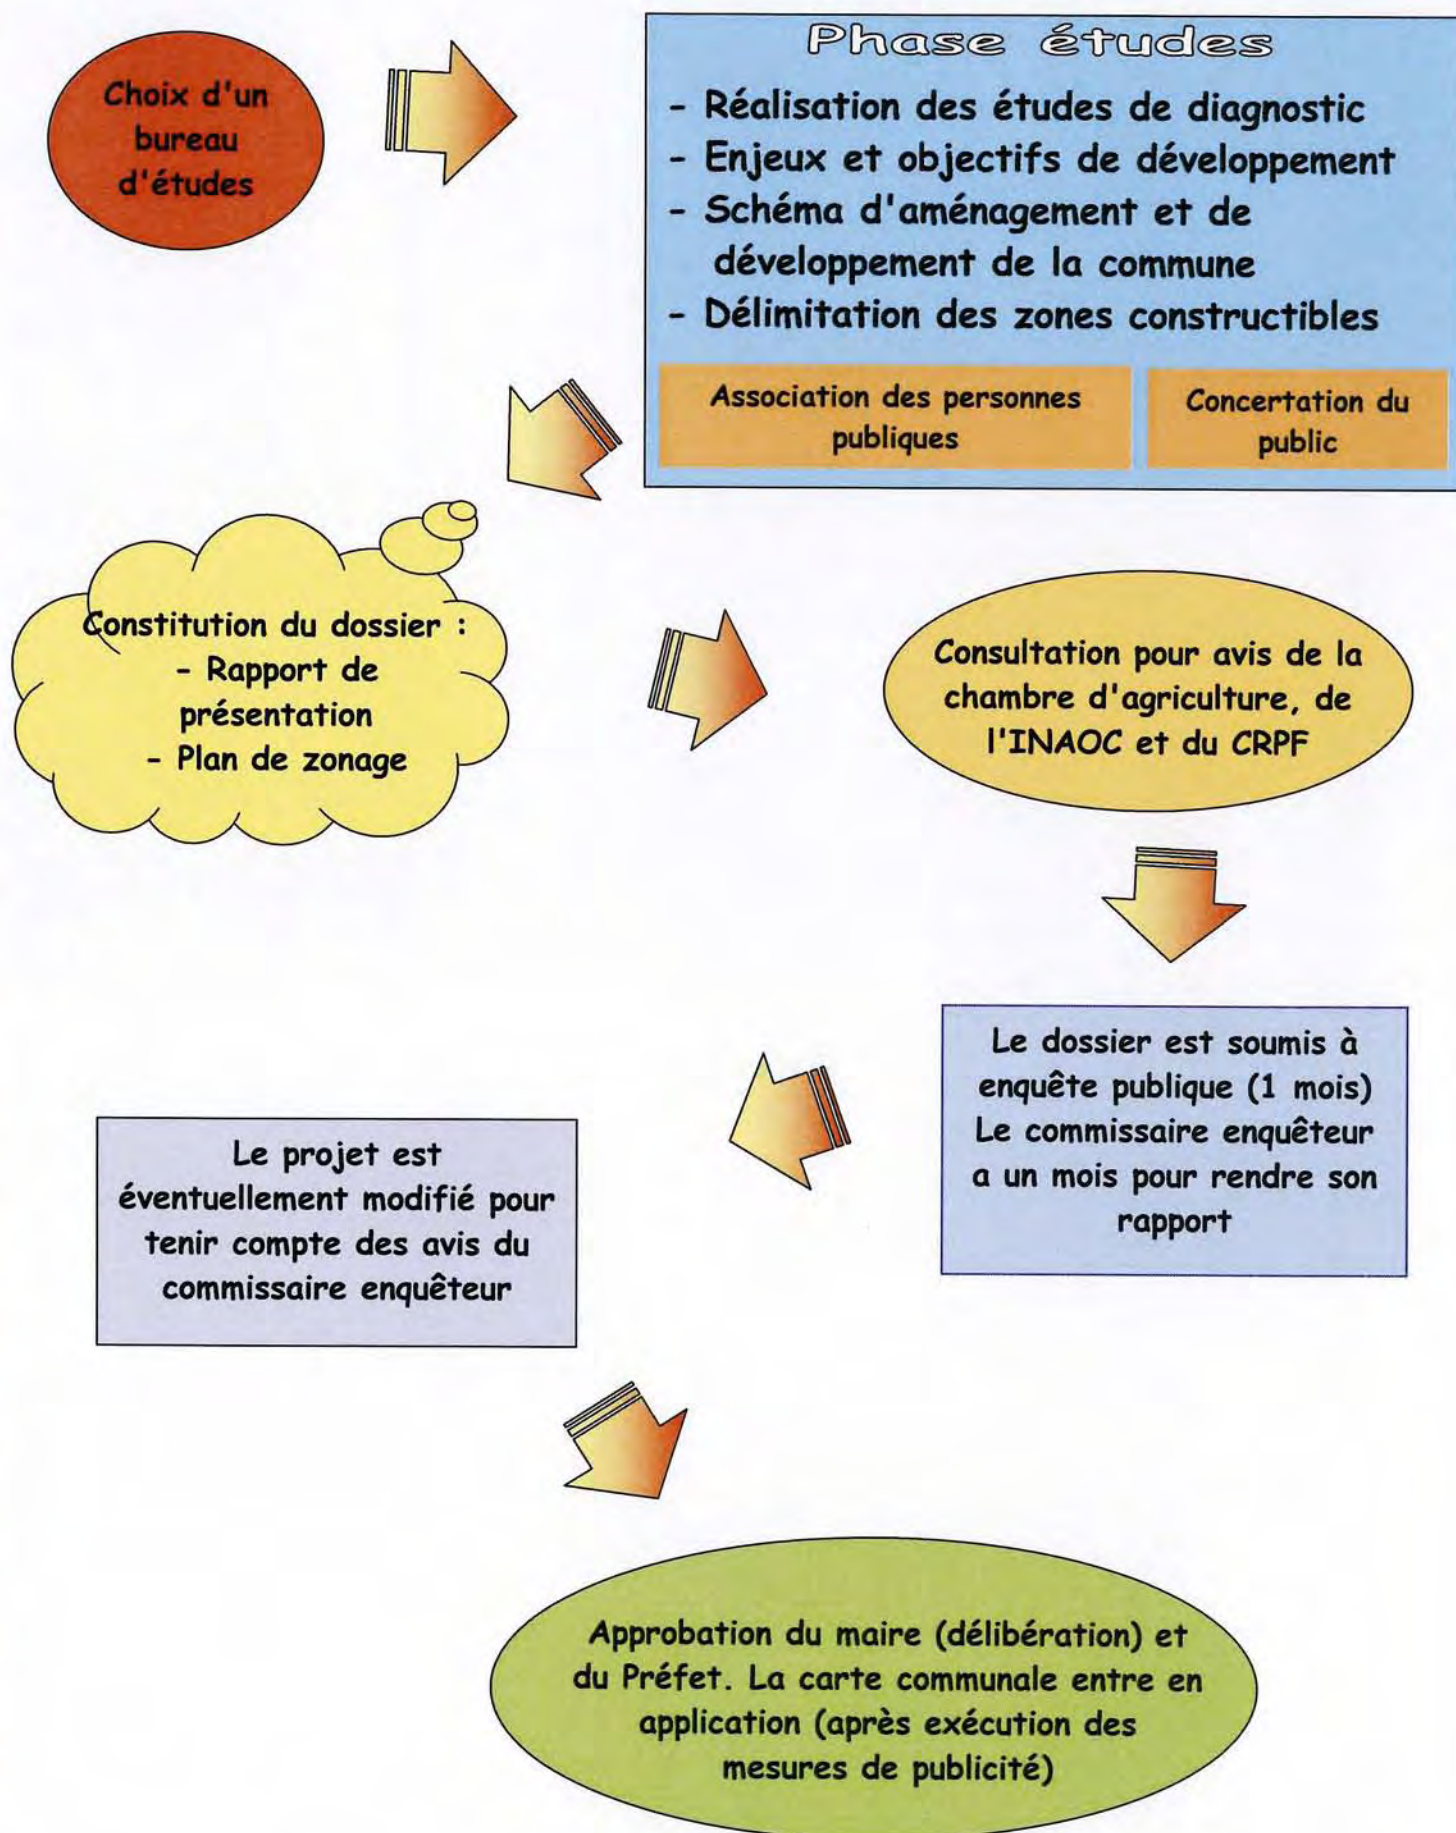 Choix d'un
bureau
d'études
Phase études
- Réalisation des études de diagnostic
- Enjeux et objectifs de développement
- Schéma d'aménagement et de
développement de la commune
- Délimitation des zones constructibles
Association des personnes
publiques
Concertation du
public
Constitution du dossier :
- Rapport de
présentation
- Plan de zonage
Consultation pour avis de la
chambre d'agriculture, de
l'INAOC et du CRPF
Le dossier est soumis à
enquête publique (1 mois)
Le commissaire enquêteur
a un mois pour rendre son
rapport
Le projet est
éventuellement modifié pour
tenir compte des avis du
commissaire enquêteur
Approbation du maire (délibération) et
du Préfet. La carte communale entre en
application (après exécution des
mesures de publicité)